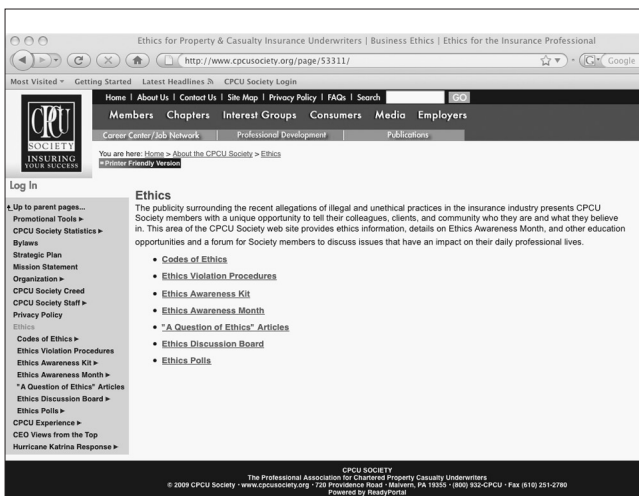 Ethics for Property & Casualty Insurance Underwriters | Business Ethics | Ethics for the Insurance Professional
http://www.cpcusociety.org/page/53311/
Google
Most Visited Getting Started Latest Headlines CPCU Society Login
Home | About Us | Contact Us | Site Map | Privacy Policy | FAQs | Search GO
Members Chapters Interest Groups Consumers Media Employers
Career Center/Job Network | Professional Development | Publications
CPCU
SOCIETY
INSURING
YOUR SUCCESS
You are here: Home > About the CPCU Society > Ethics
Printer Friendly Version
Log In
Up to parent pages...
Promotional Tools
CPCU Society Statistics
Bylaws
Strategic Plan
Mission Statement
Organization
CPCU Society Creed
CPCU Society Staff
Privacy Policy
Ethics
Codes of Ethics
Ethics Violation Procedures
Ethics Awareness Kit
Ethics Awareness Month
"A Question of Ethics" Articles
Ethics Discussion Board
Ethics Polls
CPCU Experience
CEO Views from the Top
Hurricane Katrina Response
Ethics
The publicity surrounding the recent allegations of illegal and unethical practices in the insurance industry presents CPCU
Society members with a unique opportunity to tell their colleagues, clients, and community who they are and what they believe
in. This area of the CPCU Society web site provides ethics information, details on Ethics Awareness Month, and other education
opportunities and a forum for Society members to discuss issues that have an impact on their daily professional lives.
• Codes of Ethics
• Ethics Violation Procedures
• Ethics Awareness Kit
• Ethics Awareness Month
• "A Question of Ethics" Articles
• Ethics Discussion Board
• Ethics Polls
CPCU SOCIETY
The Professional Association for Chartered Property Casualty Underwriters
© 2009 CPCU Society · www.cpcusociety.org · 720 Providence Road · Malvern, PA 19355 · (800) 932-CPCU · Fax (610) 251-2780
Powered by ReadyPortal